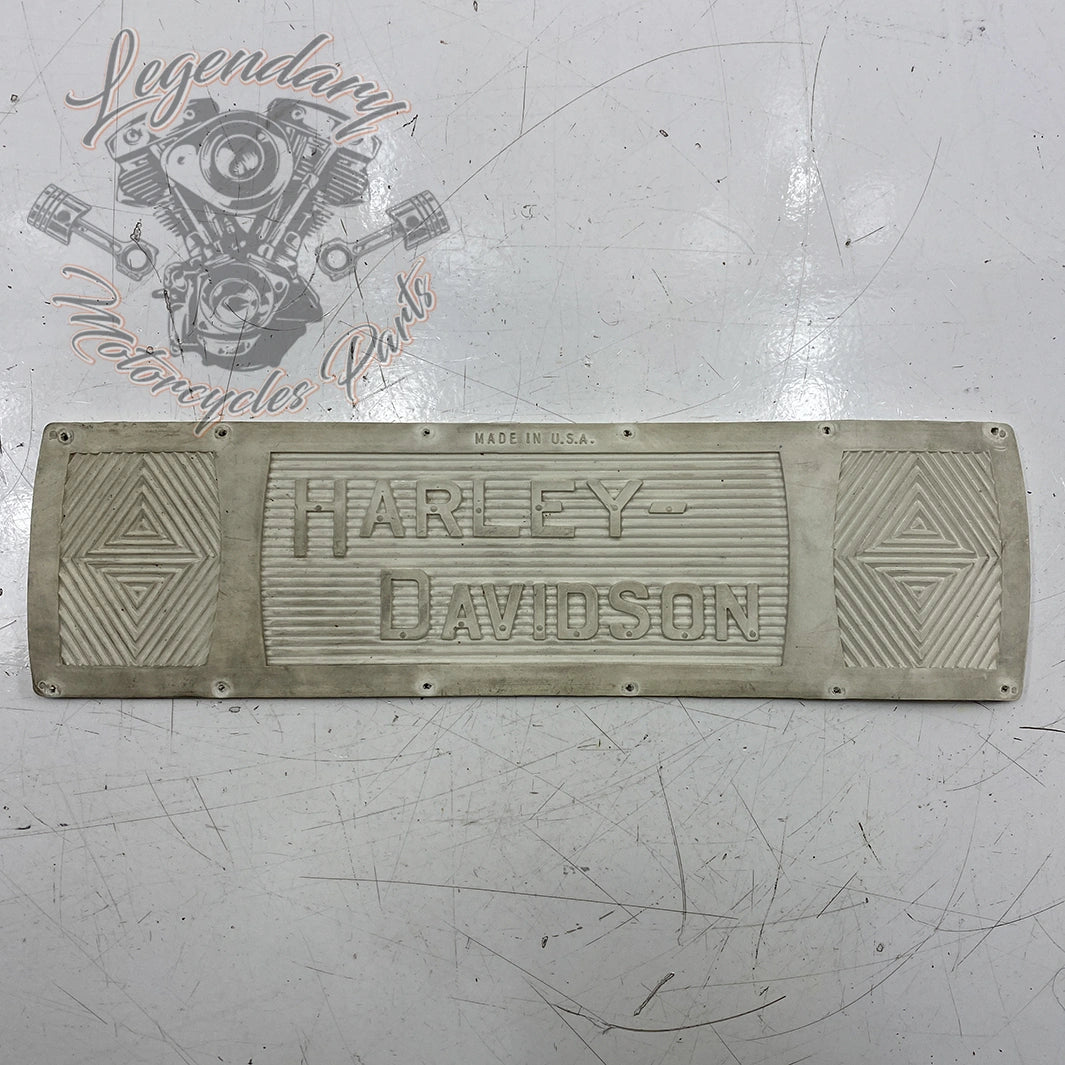 Legendary
Motorcycles Parts
MADE IN U.S.A.
HARLEY-
DAVIDSON